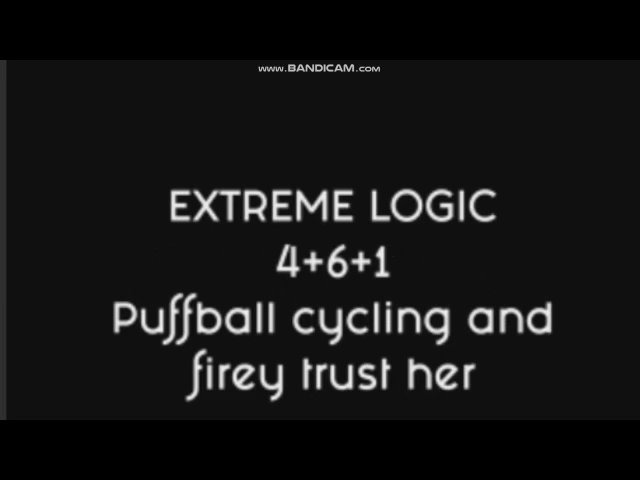 www.BANDICAM.com
EXTREME LOGIC
4+6+1
Puffball cycling and
firey trust her